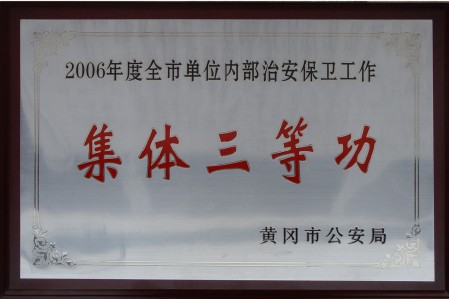 2006年度全市单位内部治安保卫工作
集体三等功
黄冈市公安局